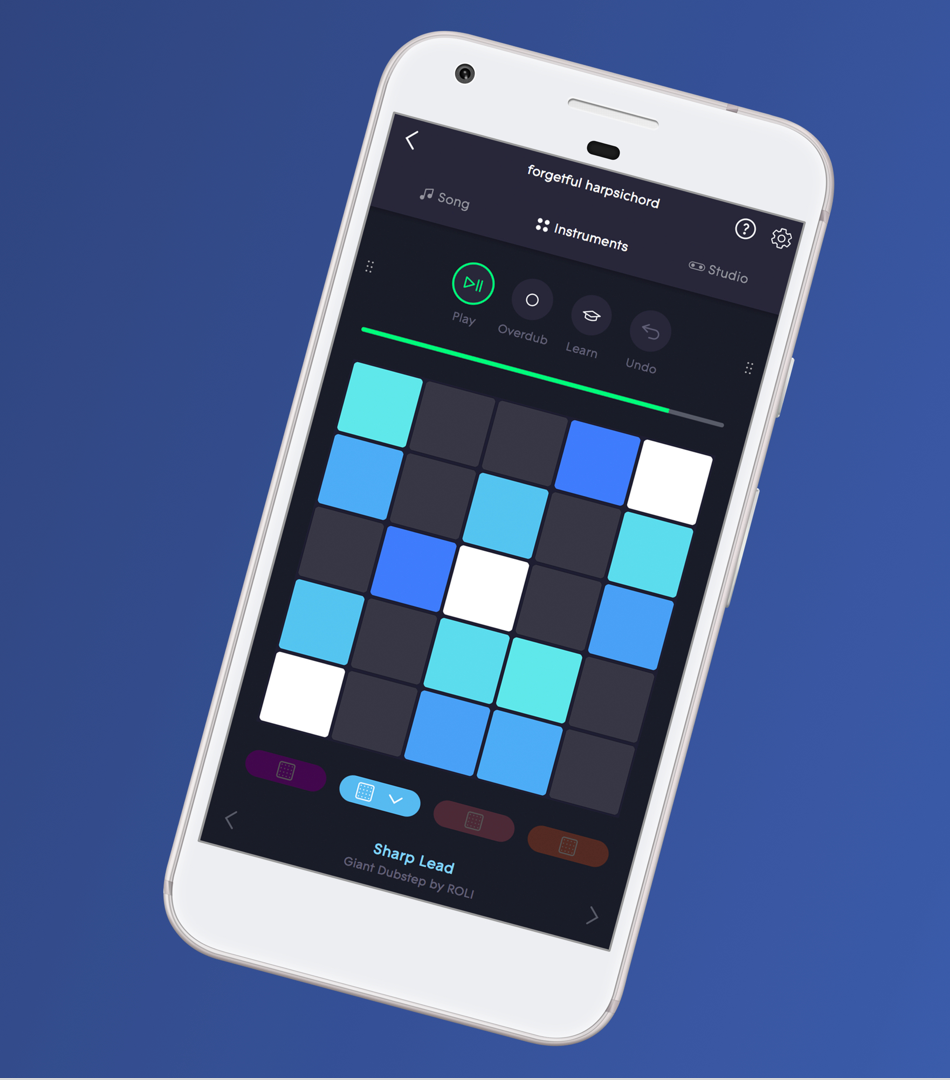 forgetful harpsichord
Song
Instruments
Studio
Play
Overdub
Learn
Undo
Sharp Lead
Giant Dubstep by ROLI